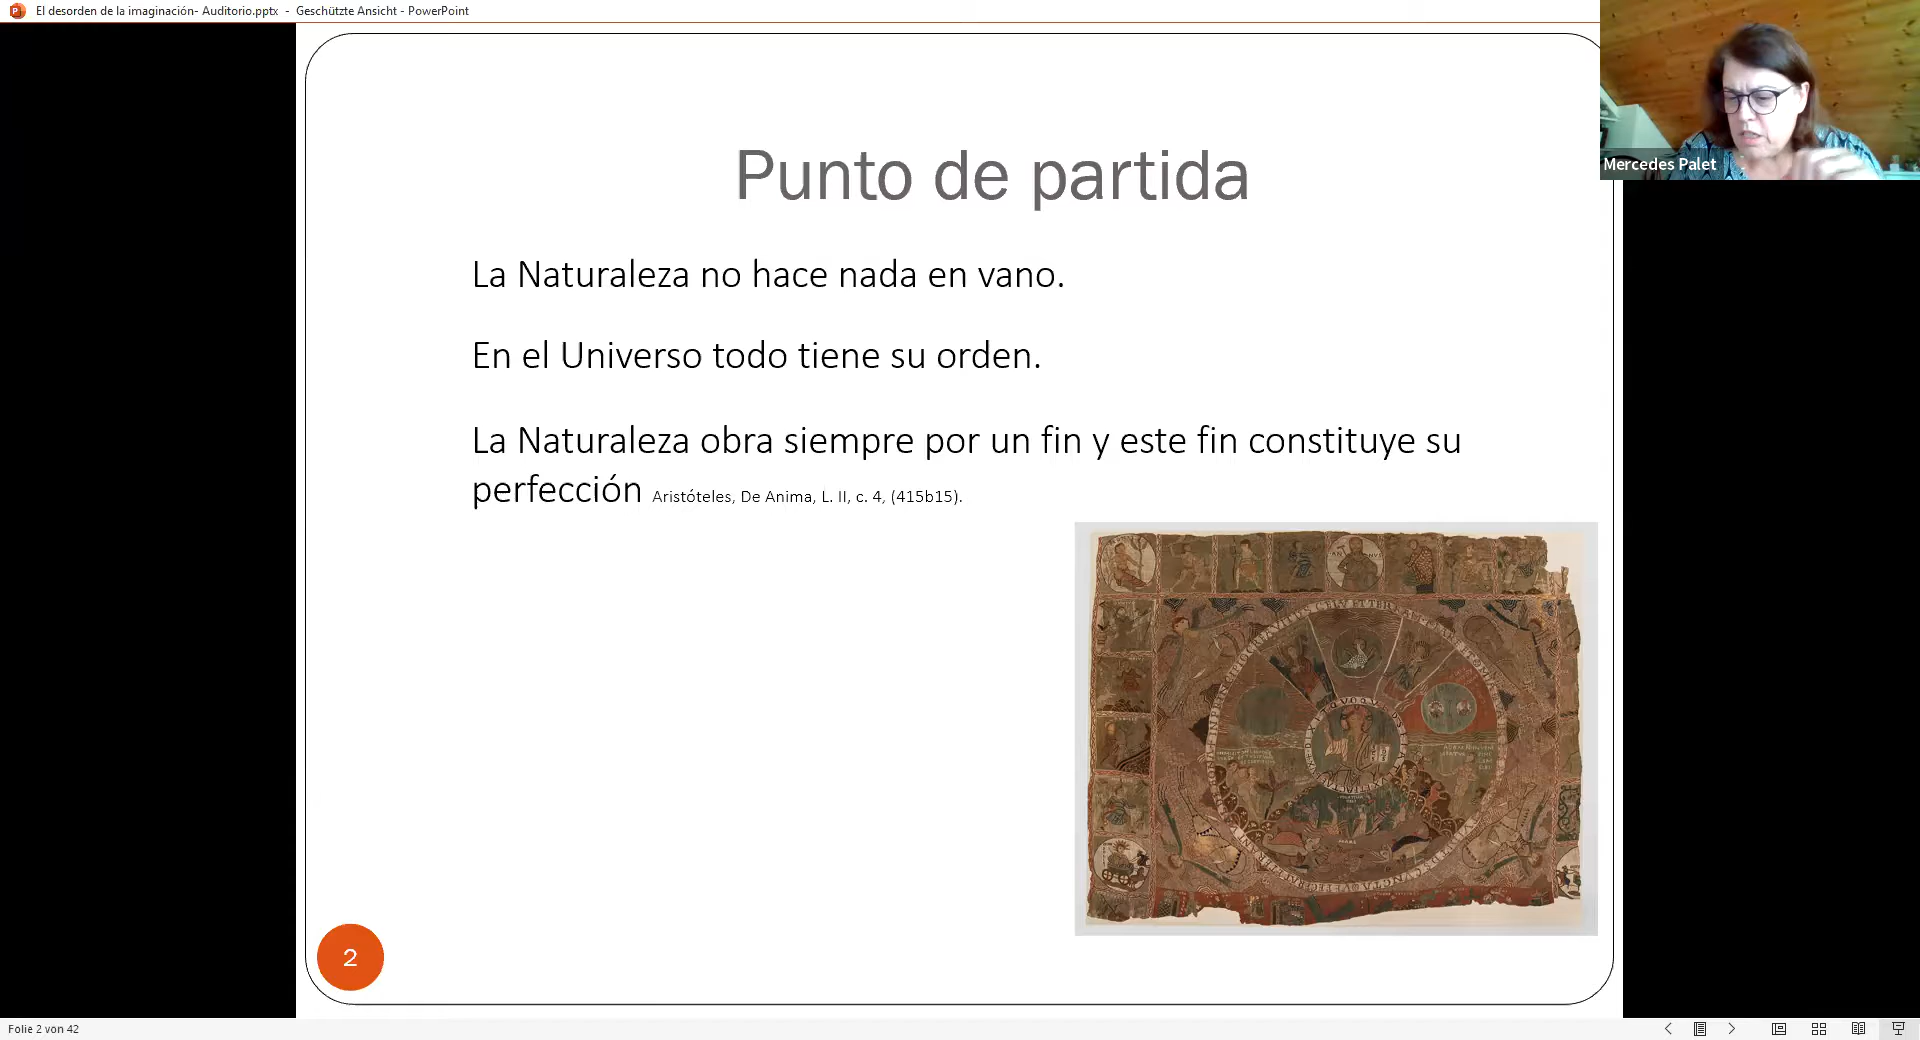 El desorden de la imaginación- Auditorio.pptx - Geschützte Ansicht - PowerPoint
Mercedes Palet
Punto de partida
La Naturaleza no hace nada en vano.
En el Universo todo tiene su orden.
La Naturaleza obra siempre por un fin y este fin constituye su
perfección Aristóteles, De Anima, L. II, c. 4, (415b15).
2
Folie 2 von 42